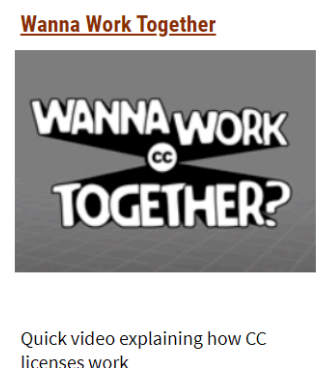 Wanna Work Together
WANNA WORK
CC
TOGETHER?
Quick video explaining how CC
licenses work